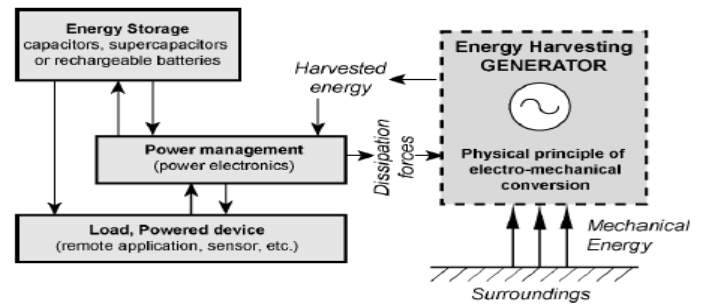 Energy Storage
capacitors, supercapacitors
or rechargeable batteries
Harvested
energy
Energy Harvesting
GENERATOR
Physical principle of
electro-mechanical
conversion
Power management
(power electronics)
Dissipation
forces
Load, Powered device
(remote application, sensor, etc.)
Mechanical
Energy
Surroundings